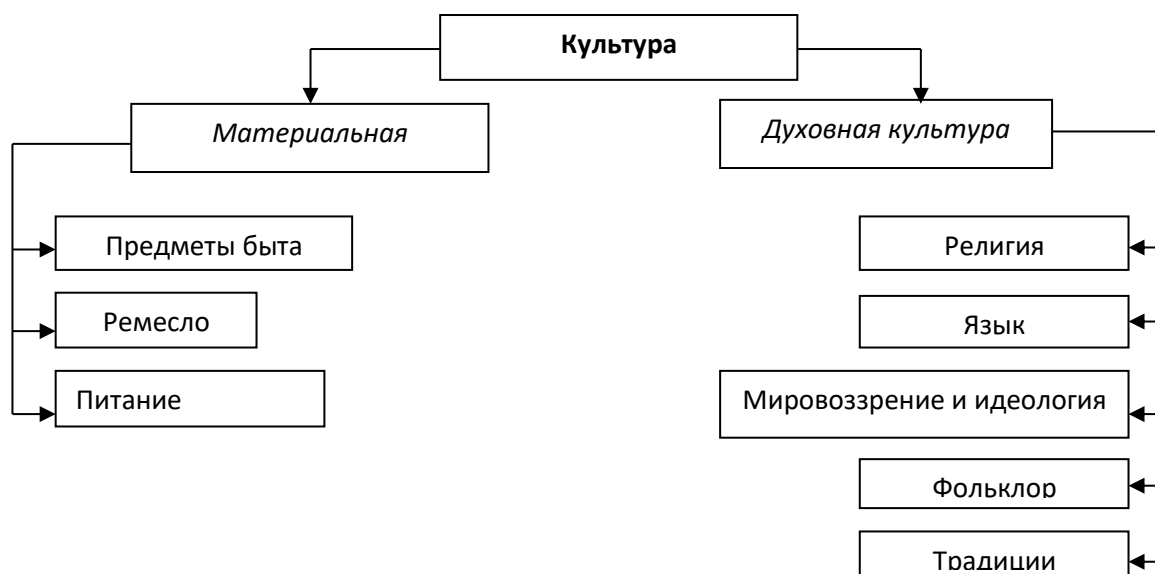 Культура
Материальная
Духовная культура
Предметы быта
Религия
Ремесло
Язык
Питание
Мировоззрение и идеология
Фольклор
Традиции